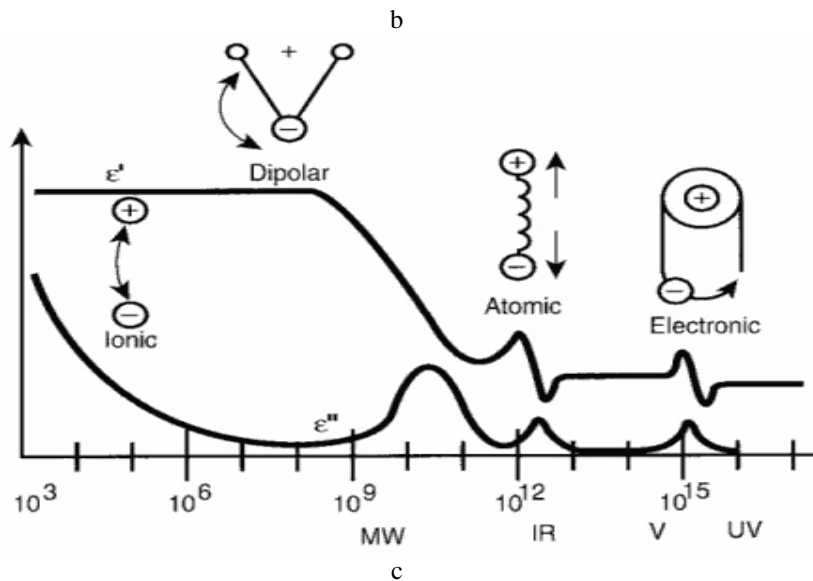 b
+
−
Dipolar
ε'
+
−
Ionic
+
−
Atomic
+
−
Electronic
ε"
10³ 10⁶ 10⁹ 10¹² 10¹⁵
MW IR V UV
c